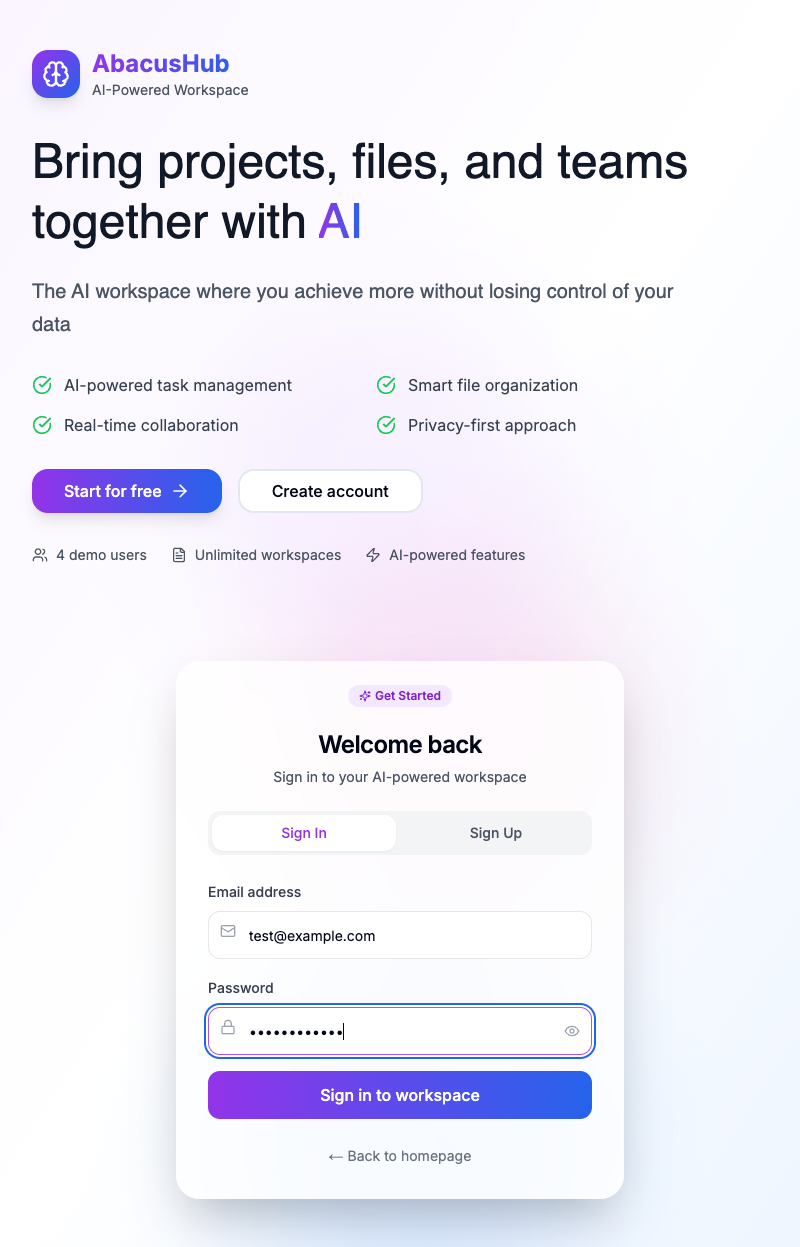 AbacusHub
AI-Powered Workspace
Bring projects, files, and teams
together with AI
The AI workspace where you achieve more without losing control of your
data
AI-powered task management
Smart file organization
Real-time collaboration
Privacy-first approach
Start for free →
Create account
4 demo users
Unlimited workspaces
AI-powered features
Get Started
Welcome back
Sign in to your AI-powered workspace
Sign In
Sign Up
Email address
test@example.com
Password
••••••••••••
Sign in to workspace
← Back to homepage